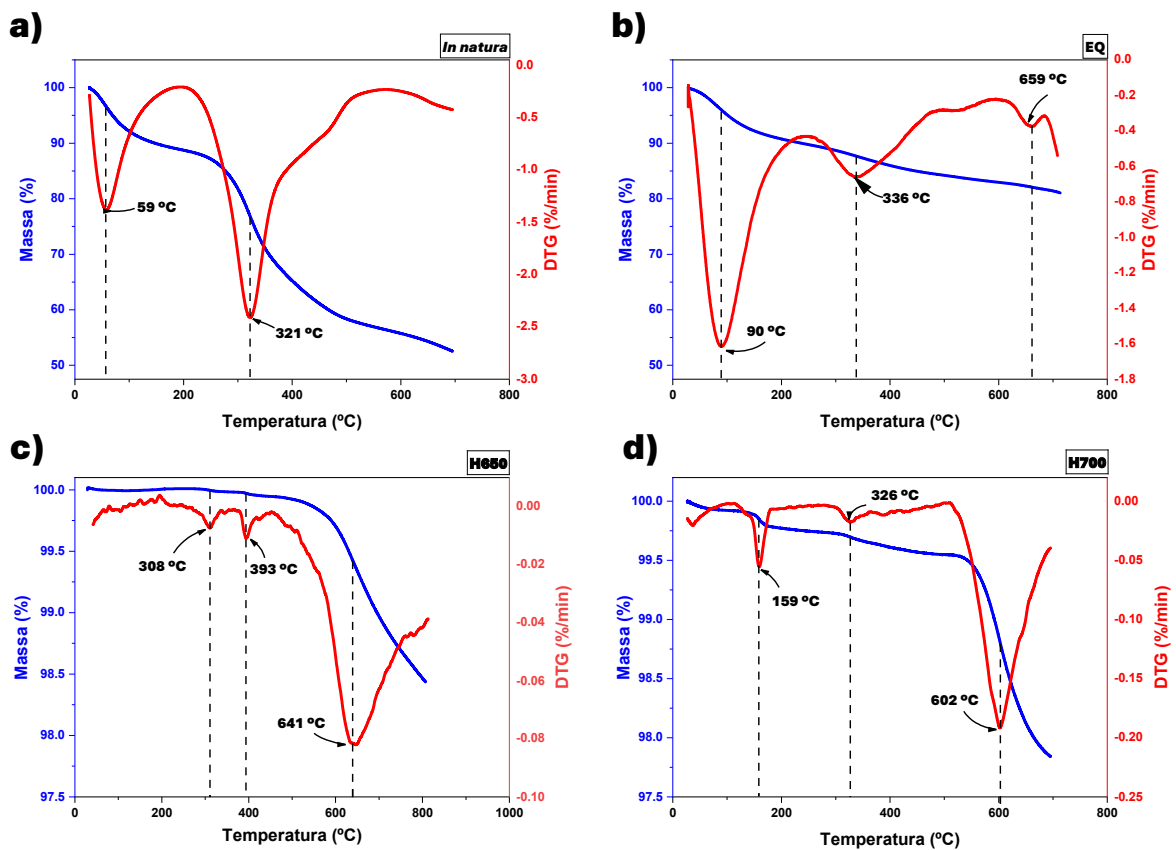 a)
In natura
100
90
80
70
60
50
Massa (%)
0.0
-0.5
-1.0
-1.5
-2.0
-2.5
-3.0
DTG (%/min)
59 ºC
321 ºC
0
200
400
600
800
Temperatura (ºC)
b)
EQ
100
90
80
70
60
50
Massa (%)
0.0
-0.2
-0.4
-0.6
-0.8
-1.0
-1.2
-1.4
-1.6
-1.8
DTG (%/min)
659 ºC
336 ºC
90 ºC
0
200
400
600
800
Temperatura (ºC)
c)
H650
100.0
99.5
99.0
98.5
98.0
97.5
Massa (%)
0.00
-0.02
-0.04
-0.06
-0.08
-0.10
DTG (%/min)
308 ºC
393 ºC
641 ºC
0
200
400
600
800
1000
Temperatura (ºC)
d)
H700
100.0
99.5
99.0
98.5
98.0
97.5
Massa (%)
0.00
-0.05
-0.10
-0.15
-0.20
-0.25
DTG (%/min)
326 ºC
159 ºC
602 ºC
0
200
400
600
800
Temperatura (ºC)